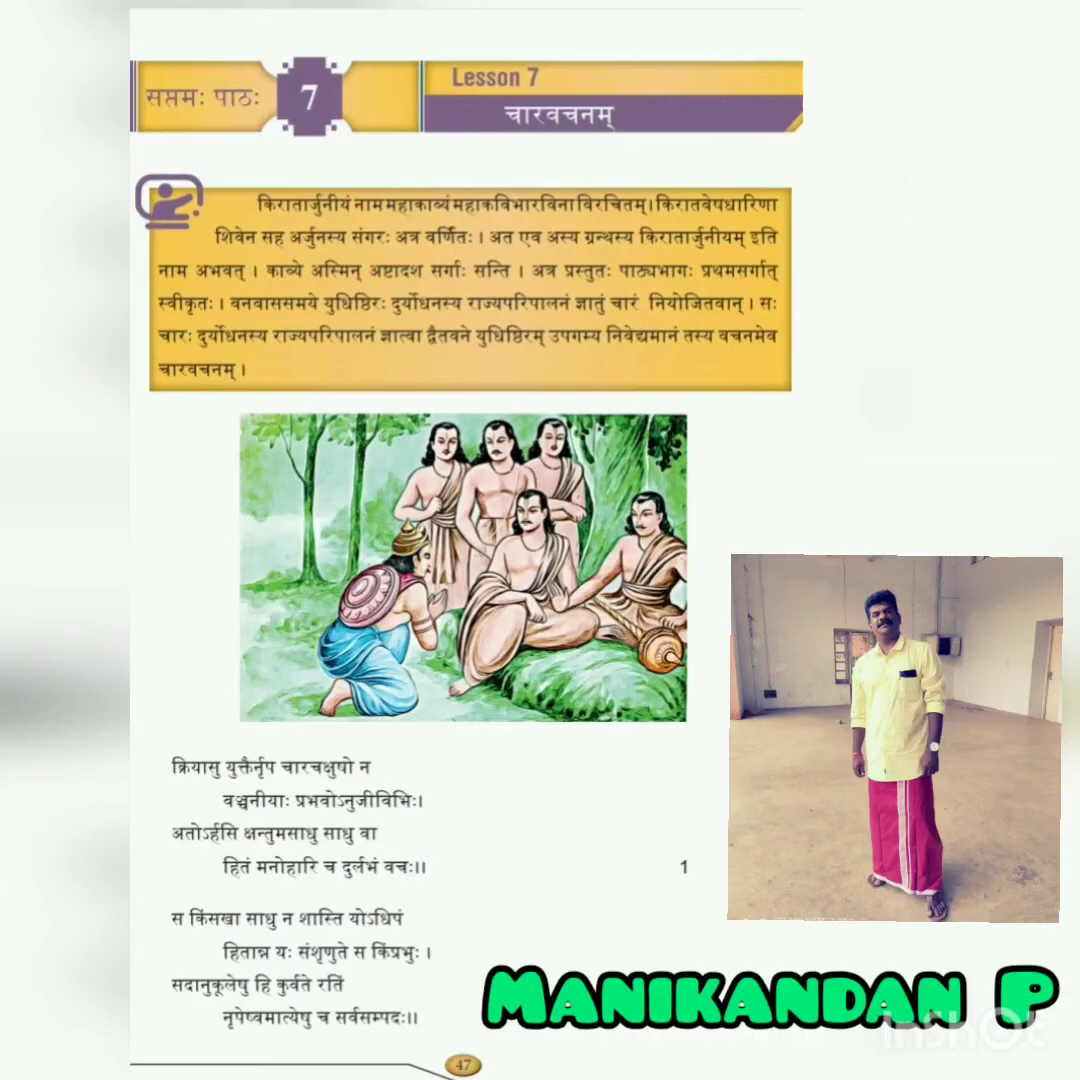 सप्तमः पाठः
7
Lesson 7
चारवचनम्
किरातार्जुनीयं नाम महाकाव्यं महाकविभारविना विरचितम्। किरातवेषधारिणा
शिवेन सह अर्जुनस्य संगरः अत्र वर्णितः। अत एव अस्य ग्रन्थस्य किरातार्जुनीयम् इति
नाम अभवत्। काव्ये अस्मिन् अष्टादश सर्गाः सन्ति। अत्र प्रस्तुतः पाठ्यभागः प्रथमसर्गात्
स्वीकृतः। वनवाससमये युधिष्ठिरः दुर्योधनस्य राज्यपरिपालनं ज्ञातुं चारं नियोजितवान्। सः
चारः दुर्योधनस्य राज्यपरिपालनं ज्ञात्वा द्वैतवने युधिष्ठिरम् उपगम्य निवेद्यमानं तस्य वचनमेव
चारवचनम्।
क्रियासु युक्तैर्नृप चारचक्षुषो न
वञ्चनीयाः प्रभवोऽनुजीविभिः।
अतोऽर्हसि क्षन्तुमसाधु साधु वा
हितं मनोहारि च दुर्लभं वचः।। 1
स किंसखा साधु न शास्ति योऽधिपं
हितान्न यः संशृणुते स किंप्रभुः।
सदानुकूलेषु हि कुर्वते रतिं
नृपेष्वमात्येषु च सर्वसम्पदः।।
MANIKANDAN P
InShOt
47